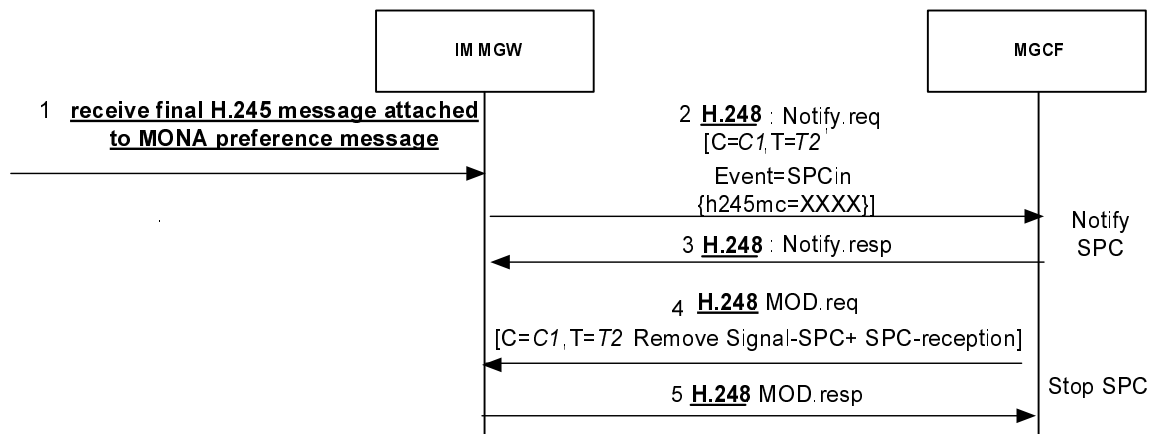 IM MGW
MGCF
1 receive final H.245 message attached
to MONA preference message
2 H.248 : Notify.req
[C=C1,T=T2,
Event=SPCin
{h245mc=XXXX}]
Notify
SPC
3 H.248 : Notify.resp
4 H.248 MOD.req
[C=C1,T=T2 Remove Signal-SPC+ SPC-reception]
Stop SPC
5 H.248 MOD.resp